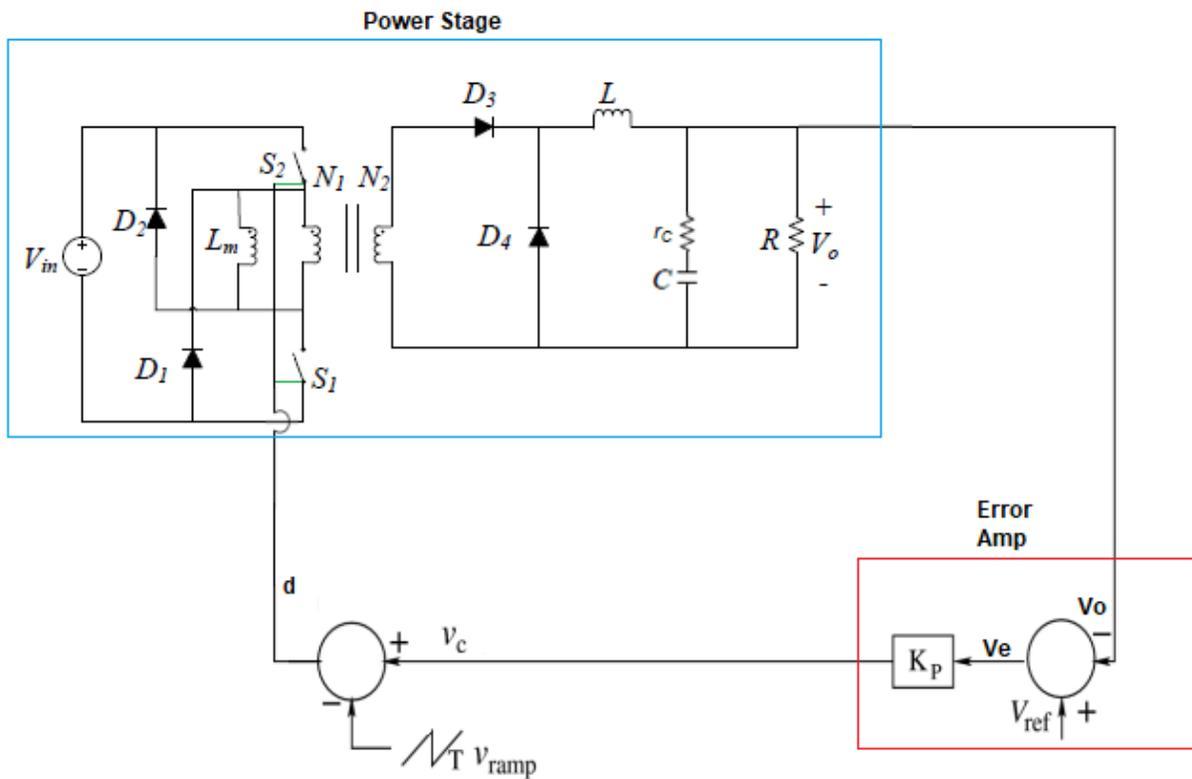 Power Stage
D3
L
S2
N1 N2
D2
Lm
D4
rC
R
+
Vo
-
Vin
+
-
C
D1
S1
Error
Amp
d
Vo
+
vc
KP
Ve
-
-
Vref
+
T vramp